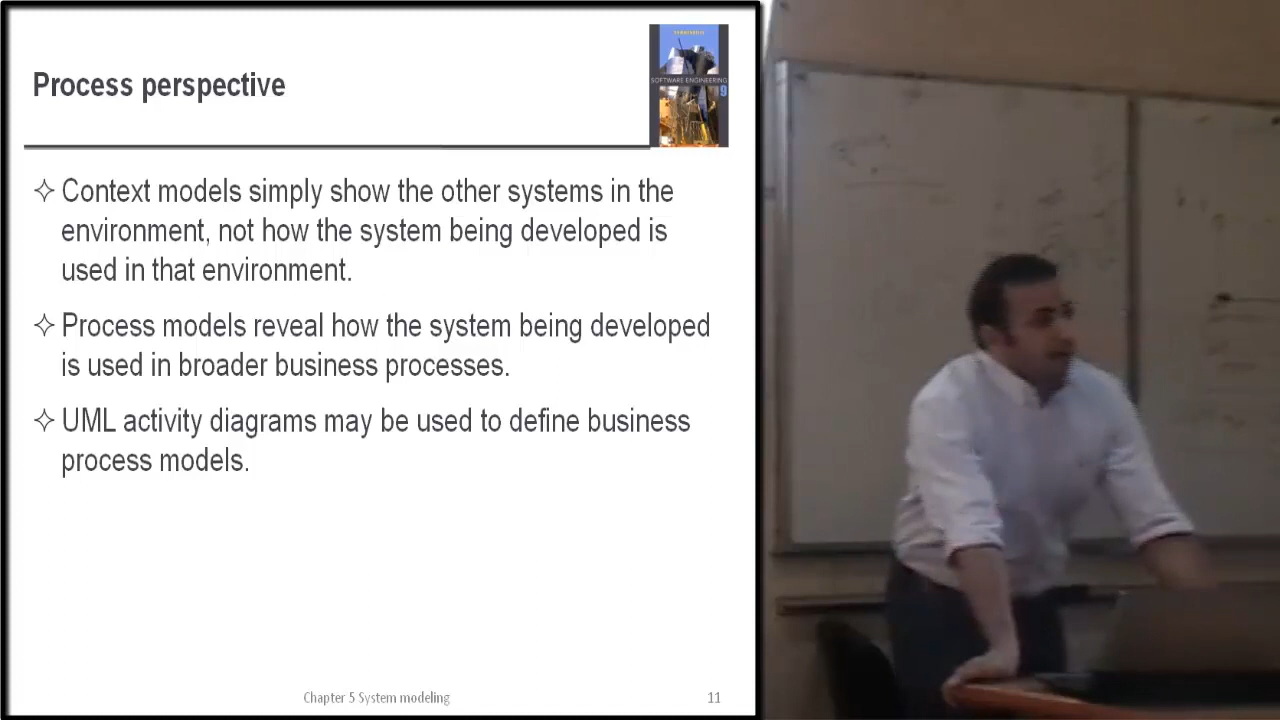 Process perspective
SOFTWARE ENGINEERING
9
Context models simply show the other systems in the
environment, not how the system being developed is
used in that environment.
Process models reveal how the system being developed
is used in broader business processes.
UML activity diagrams may be used to define business
process models.
Chapter 5 System modeling
11